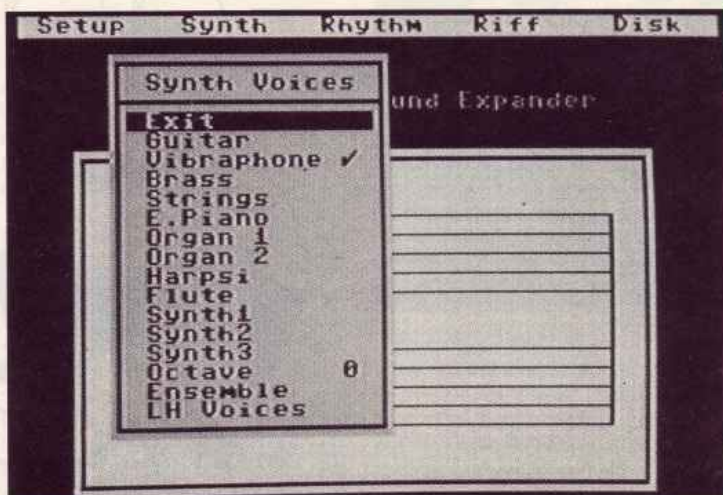 Setup Synth Rhythm Riff Disk
Synth Voices
und Expander
Exit
Guitar
Vibraphone ✓
Brass
Strings
E.Piano
Organ 1
Organ 2
Harpsi
Flute
Synth1
Synth2
Synth3
Octave 0
Ensemble
LH Voices